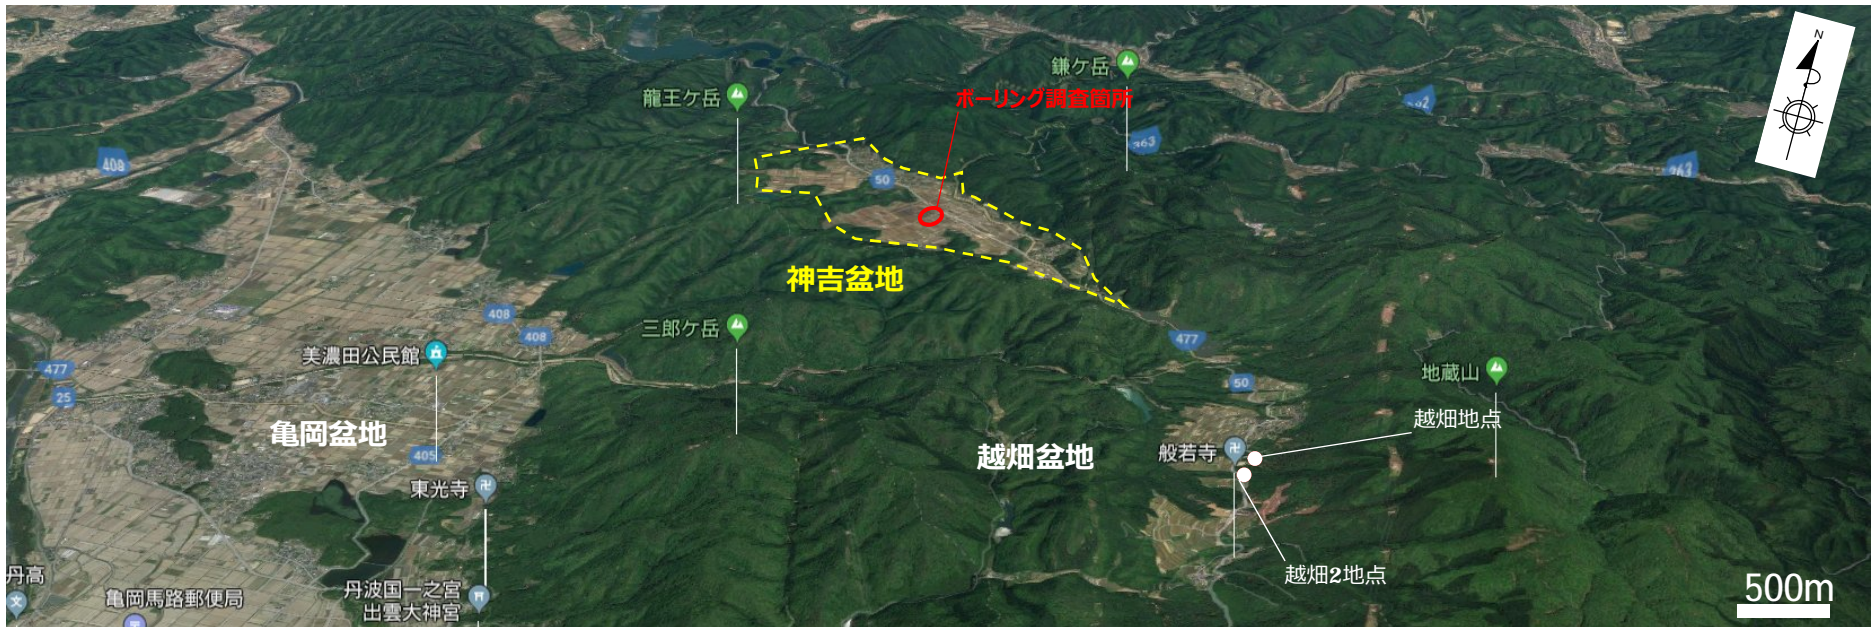 N
鎌ケ岳
龍王ケ岳
ボーリング調査箇所
362
363
408
363
50
神吉盆地
408
三郎ケ岳
408
477
美濃田公民館
477
地蔵山
50
25
越畑地点
亀岡盆地
越畑盆地
般若寺
405
東光寺
越畑2地点
丹高
丹波国一之宮
出雲大神宮
亀岡馬路郵便局
500m